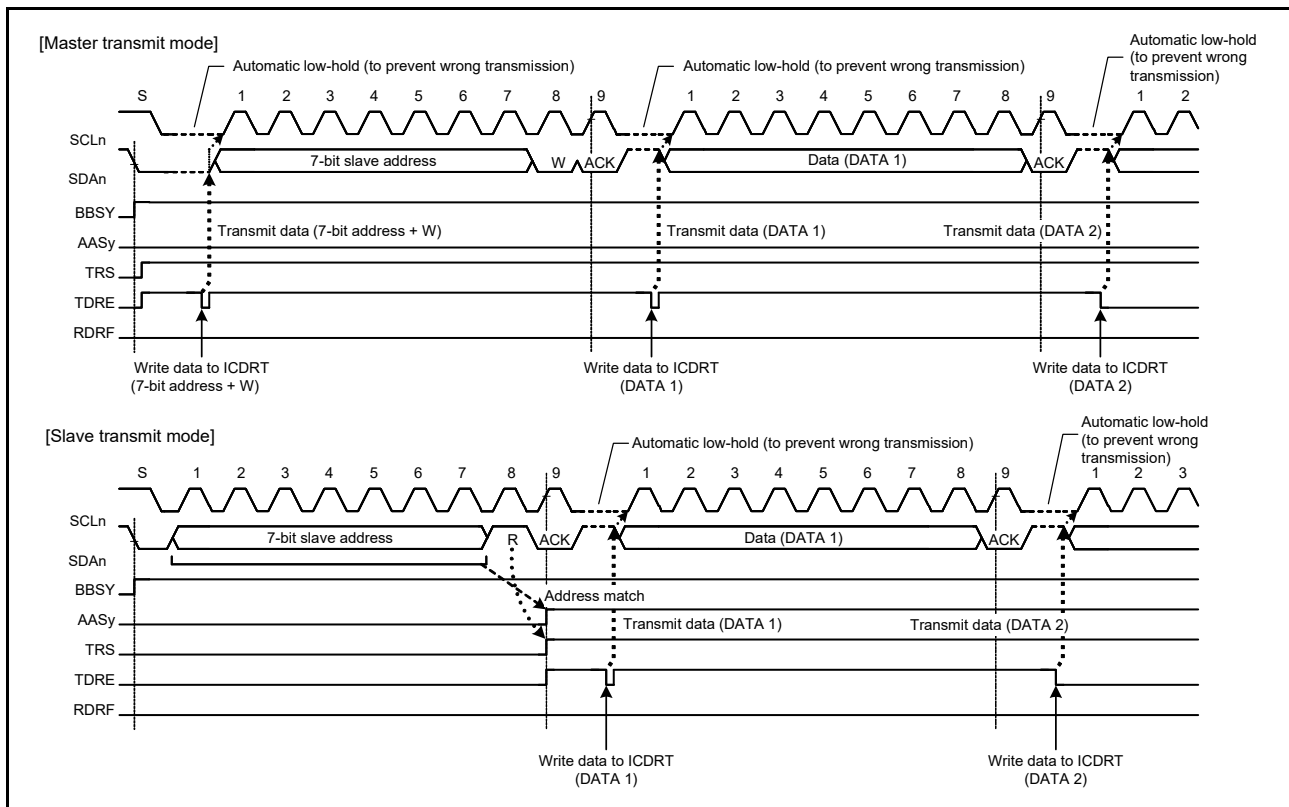 [Master transmit mode]
Automatic low-hold (to prevent wrong transmission)
Automatic low-hold (to prevent wrong transmission)
Automatic low-hold
(to prevent wrong
transmission)
S 1 2 3 4 5 6 7 8 9 1 2 3 4 5 6 7 8 9 1 2
SCLn
7-bit slave address W ACK Data (DATA 1) ACK
SDAn
BBSY
Transmit data (7-bit address + W) Transmit data (DATA 1) Transmit data (DATA 2)
AASy
TRS
TDRE
RDRF
Write data to ICDRT
(7-bit address + W)
Write data to ICDRT
(DATA 1)
Write data to ICDRT
(DATA 2)
[Slave transmit mode]
Automatic low-hold (to prevent wrong transmission)
Automatic low-hold
(to prevent wrong
transmission)
S 1 2 3 4 5 6 7 8 9 1 2 3 4 5 6 7 8 9 1 2 3
SCLn
7-bit slave address R ACK Data (DATA 1) ACK
SDAn
BBSY
Address match
AASy
Transmit data (DATA 1) Transmit data (DATA 2)
TRS
TDRE
RDRF
Write data to ICDRT
(DATA 1)
Write data to ICDRT
(DATA 2)